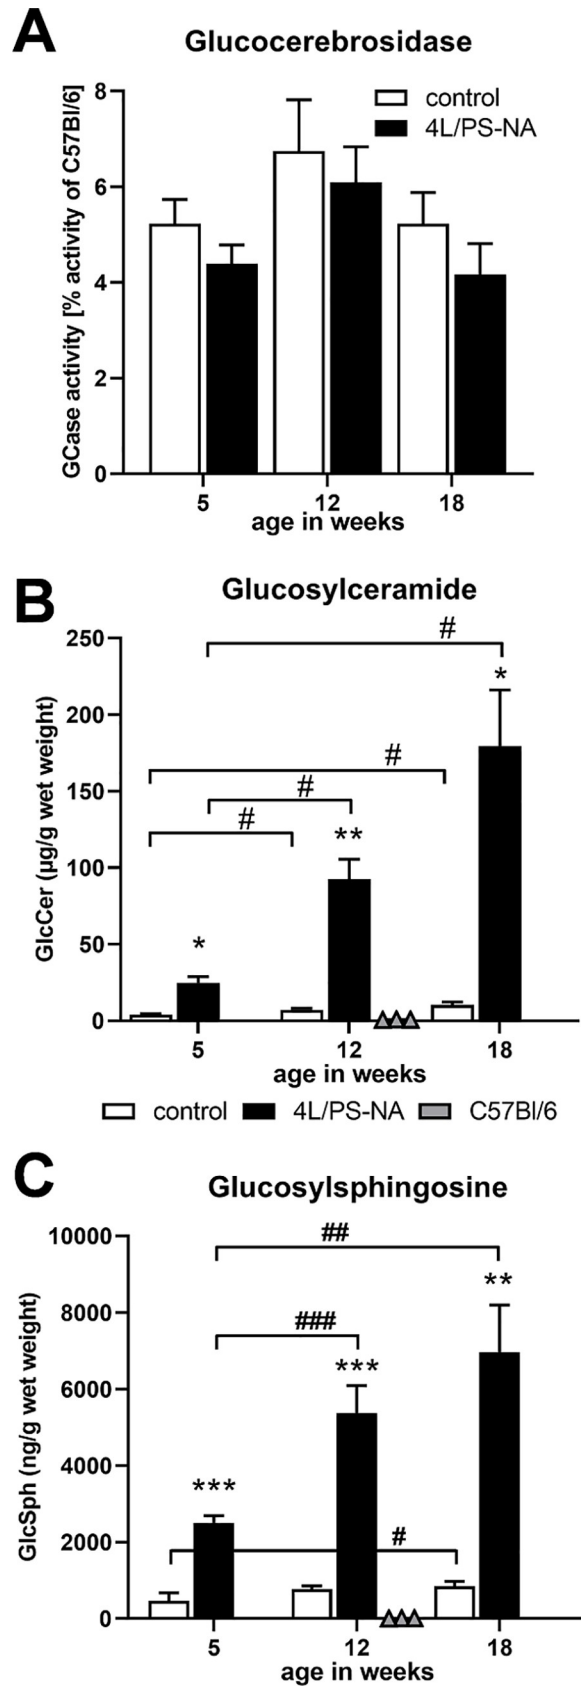 A
Glucocerebrosidase
GCase activity [% activity of C57Bl/6]
8
6
4
2
0
control
4L/PS-NA
5 12 18
age in weeks
B
Glucosylceramide
GlcCer (µg/g wet weight)
250
200
150
100
50
0
#
*
#
#
#
**
*
5 12 18
age in weeks
control 4L/PS-NA C57Bl/6
C
Glucosylsphingosine
GlcSph (ng/g wet weight)
10000
8000
6000
4000
2000
0
##
**
###
***
***
#
5 12 18
age in weeks